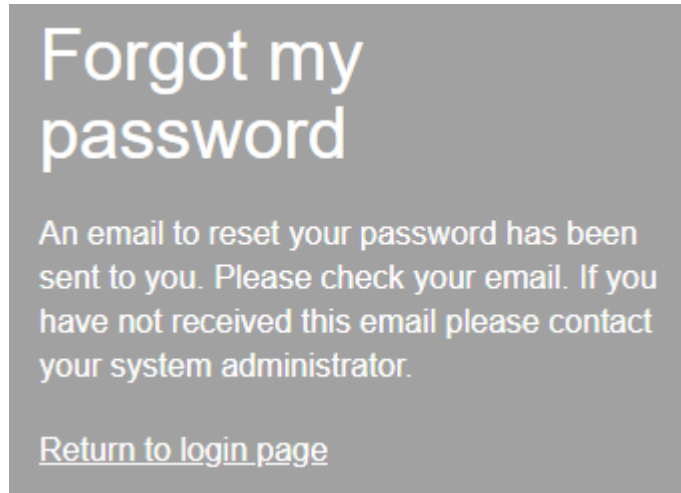 Forgot my
password
An email to reset your password has been
sent to you. Please check your email. If you
have not received this email please contact
your system administrator.
Return to login page